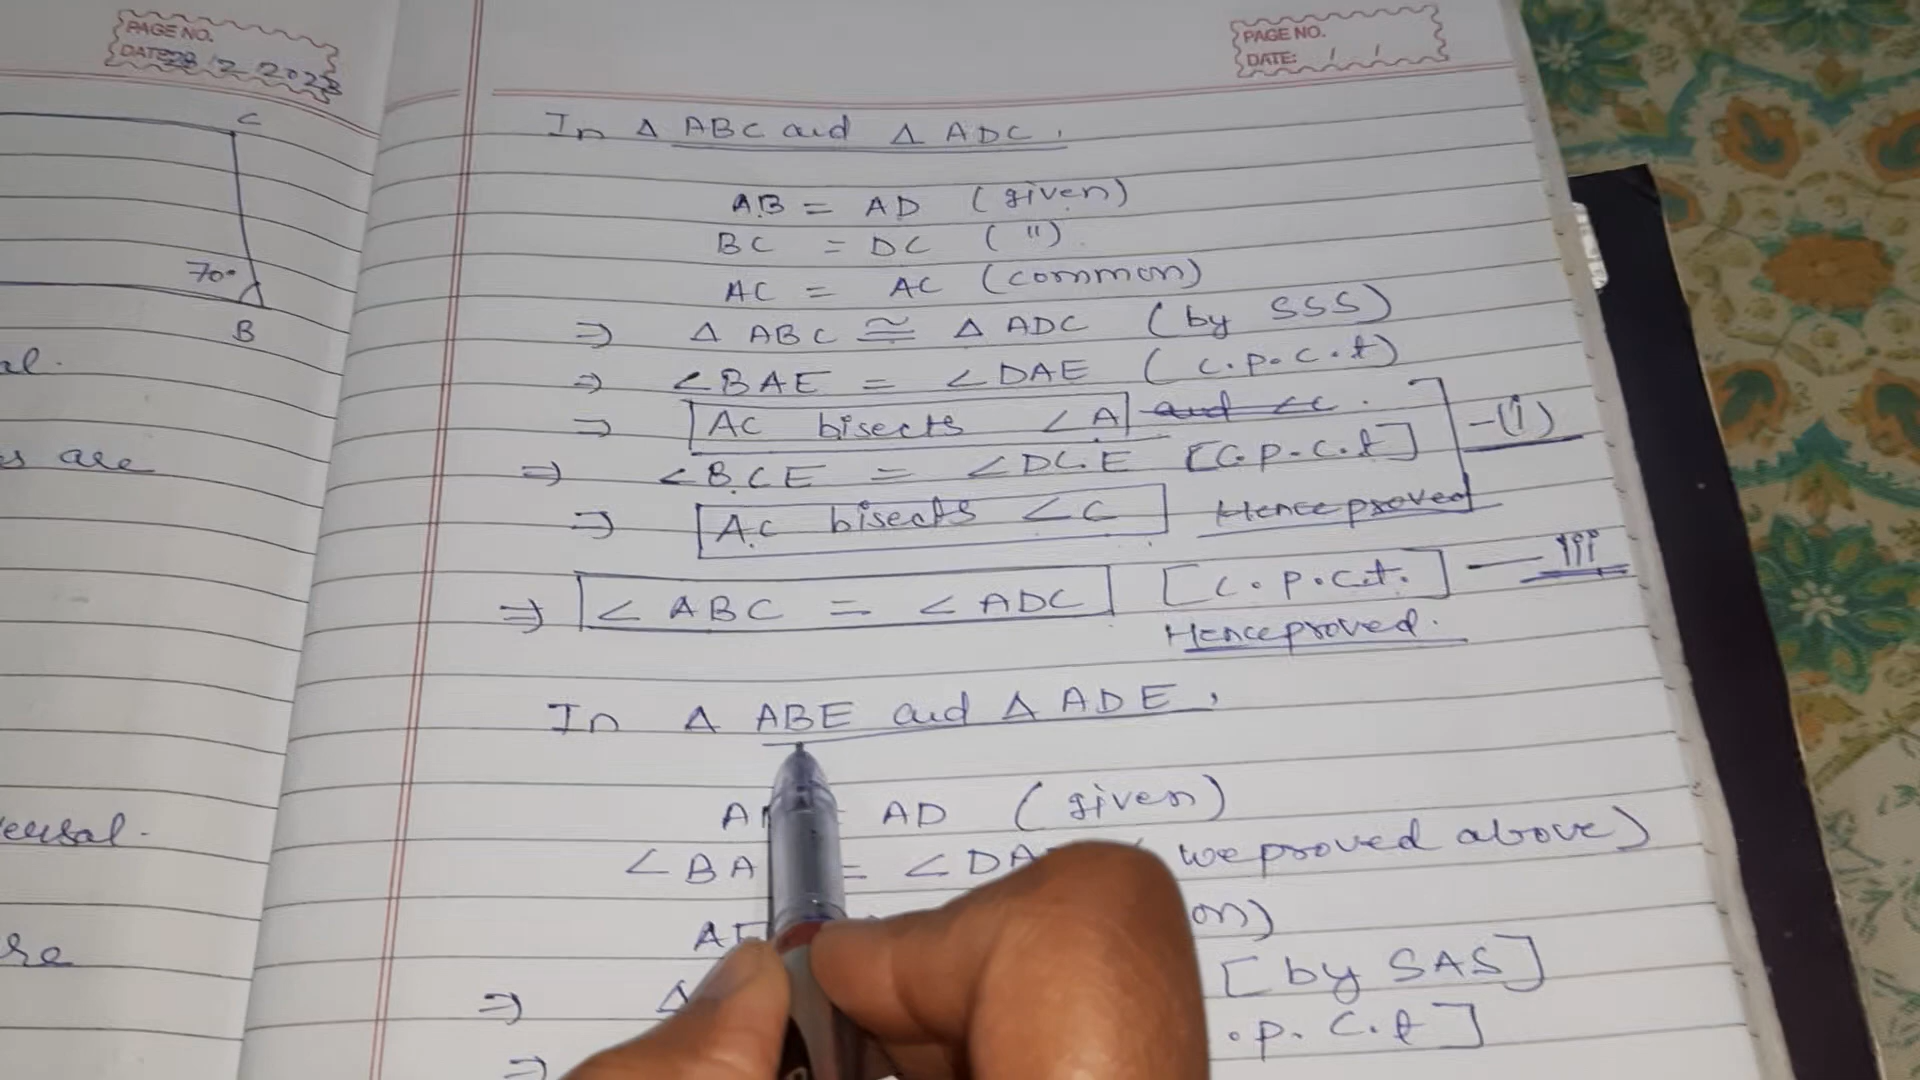 PAGE NO.
DATE: 28 2 2023
C
70°
B
al.
s are
ersal.
re
PAGE NO.
DATE: / /
In Δ ABC and Δ ADC,
AB = AD (given)
BC = DC (")
AC = AC (common)
⇒ Δ ABC ≅ Δ ADC (by SSS)
⇒ ∠BAE = ∠DAE (c.p.c.t)
⇒ AC bisects ∠A and ∠c.
⇒ ∠BCE = ∠DCE [C.p.c.t] -(i)
⇒ AC bisects ∠C Hence proved
⇒ ∠ABC = ∠ADC [c.p.c.t.] - iii
Hence proved.
In Δ ABE and Δ ADE,
A = AD (given)
∠BA = ∠DA (we proved above)
A on)
⇒ Δ [by SAS]
⇒ .p.c.t]